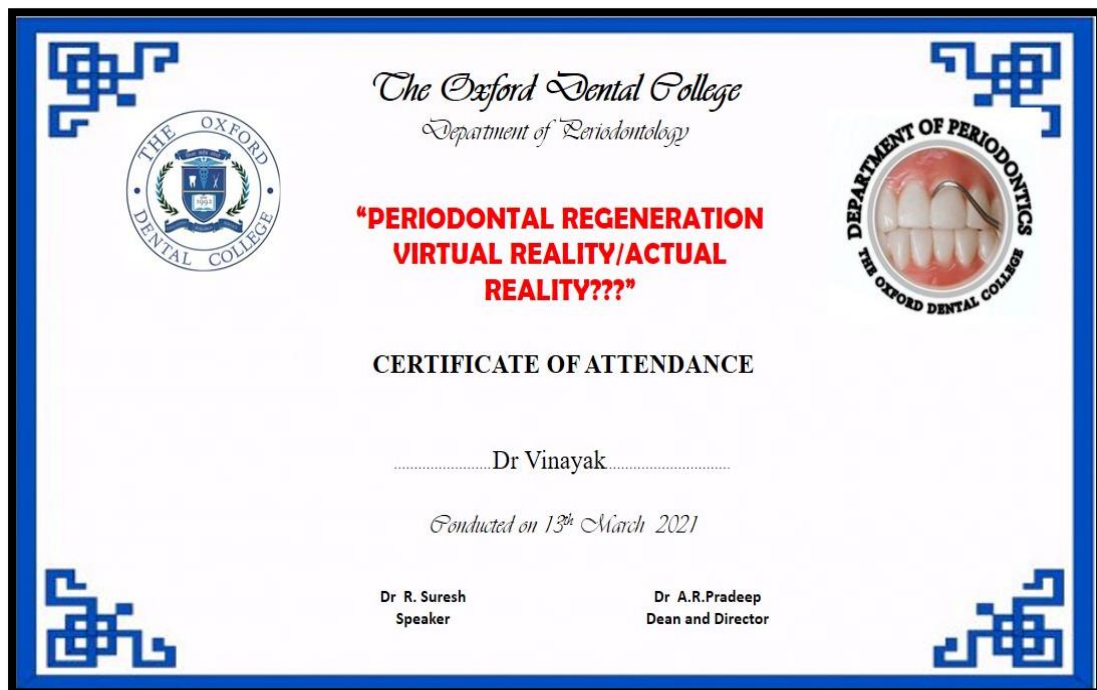 The Oxford Dental College
Department of Periodontology
THE OXFORD
DENTAL COLLEGE
1992
DEPARTMENT OF PERIODONTICS
THE OXFORD DENTAL COLLEGE
“PERIODONTAL REGENERATION
VIRTUAL REALITY/ACTUAL
REALITY???”
CERTIFICATE OF ATTENDANCE
........................Dr Vinayak..............................
Conducted on 13th March 2021
Dr R. Suresh
Speaker
Dr A.R.Pradeep
Dean and Director